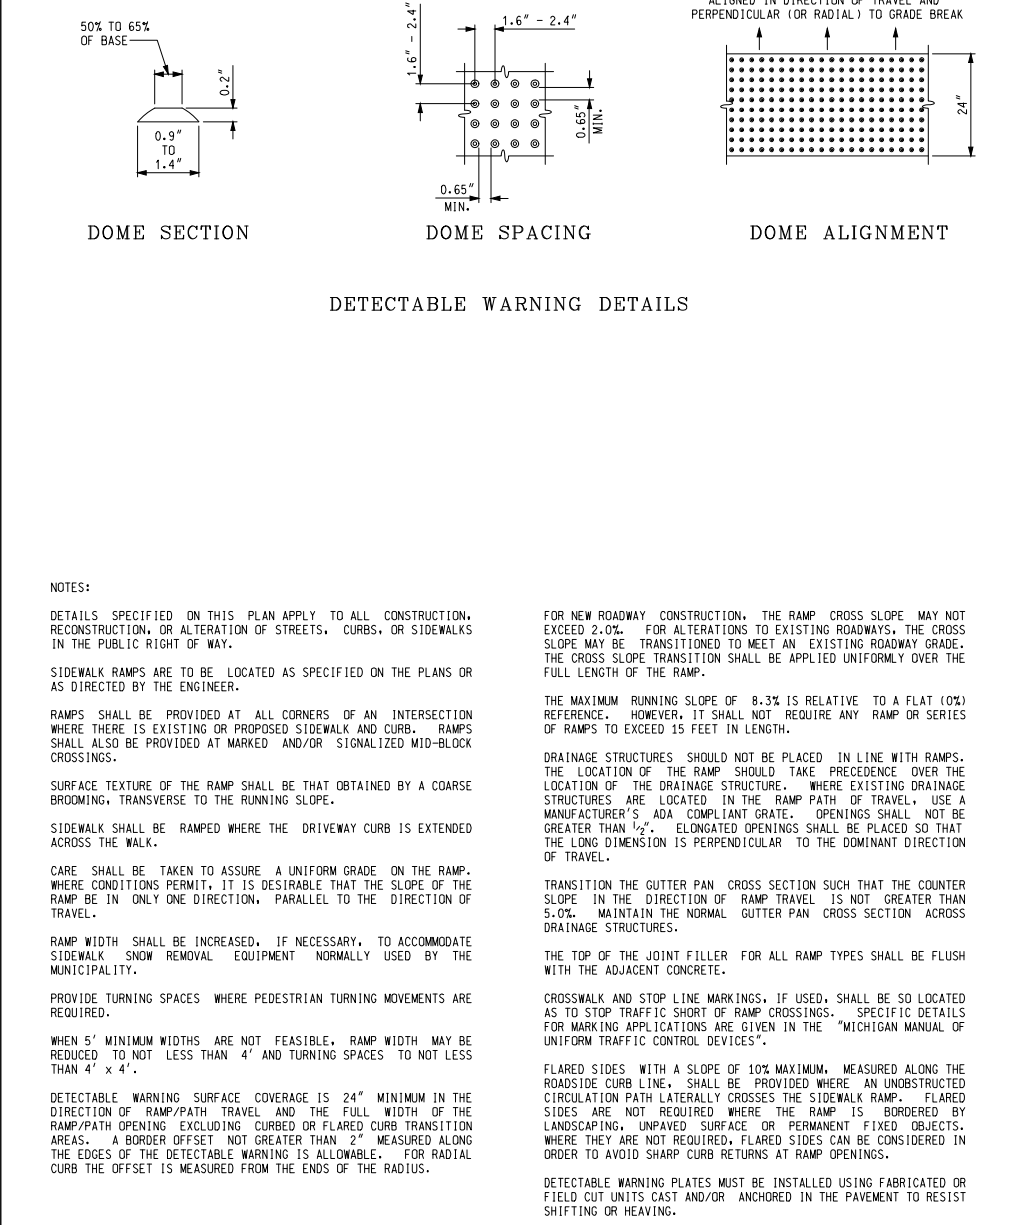 ALIGNED IN DIRECTION OF TRAVEL AND
PERPENDICULAR (OR RADIAL) TO GRADE BREAK
50% TO 65%
OF BASE
0.2"
0.9"
TO
1.4"
1.6" - 2.4"
1.6" - 2.4"
0.65"
MIN.
0.65"
MIN.
24"
DOME SECTION
DOME SPACING
DOME ALIGNMENT
DETECTABLE WARNING DETAILS
NOTES:
DETAILS SPECIFIED ON THIS PLAN APPLY TO ALL CONSTRUCTION,
RECONSTRUCTION, OR ALTERATION OF STREETS, CURBS, OR SIDEWALKS
IN THE PUBLIC RIGHT OF WAY.
SIDEWALK RAMPS ARE TO BE LOCATED AS SPECIFIED ON THE PLANS OR
AS DIRECTED BY THE ENGINEER.
RAMPS SHALL BE PROVIDED AT ALL CORNERS OF AN INTERSECTION
WHERE THERE IS EXISTING OR PROPOSED SIDEWALK AND CURB. RAMPS
SHALL ALSO BE PROVIDED AT MARKED AND/OR SIGNALIZED MID-BLOCK
CROSSINGS.
SURFACE TEXTURE OF THE RAMP SHALL BE THAT OBTAINED BY A COARSE
BROOMING, TRANSVERSE TO THE RUNNING SLOPE.
SIDEWALK SHALL BE RAMPED WHERE THE DRIVEWAY CURB IS EXTENDED
ACROSS THE WALK.
CARE SHALL BE TAKEN TO ASSURE A UNIFORM GRADE ON THE RAMP.
WHERE CONDITIONS PERMIT, IT IS DESIRABLE THAT THE SLOPE OF THE
RAMP BE IN ONLY ONE DIRECTION, PARALLEL TO THE DIRECTION OF
TRAVEL.
RAMP WIDTH SHALL BE INCREASED, IF NECESSARY, TO ACCOMMODATE
SIDEWALK SNOW REMOVAL EQUIPMENT NORMALLY USED BY THE
MUNICIPALITY.
PROVIDE TURNING SPACES WHERE PEDESTRIAN TURNING MOVEMENTS ARE
REQUIRED.
WHEN 5' MINIMUM WIDTHS ARE NOT FEASIBLE, RAMP WIDTH MAY BE
REDUCED TO NOT LESS THAN 4' AND TURNING SPACES TO NOT LESS
THAN 4' x 4'.
DETECTABLE WARNING SURFACE COVERAGE IS 24" MINIMUM IN THE
DIRECTION OF RAMP/PATH TRAVEL AND THE FULL WIDTH OF THE
RAMP/PATH OPENING EXCLUDING CURBED OR FLARED CURB TRANSITION
AREAS. A BORDER OFFSET NOT GREATER THAN 2" MEASURED ALONG
THE EDGES OF THE DETECTABLE WARNING IS ALLOWABLE. FOR RADIAL
CURB THE OFFSET IS MEASURED FROM THE ENDS OF THE RADIUS.
FOR NEW ROADWAY CONSTRUCTION, THE RAMP CROSS SLOPE MAY NOT
EXCEED 2.0%. FOR ALTERATIONS TO EXISTING ROADWAYS, THE CROSS
SLOPE MAY BE TRANSITIONED TO MEET AN EXISTING ROADWAY GRADE.
THE CROSS SLOPE TRANSITION SHALL BE APPLIED UNIFORMLY OVER THE
FULL LENGTH OF THE RAMP.
THE MAXIMUM RUNNING SLOPE OF 8.3% IS RELATIVE TO A FLAT (0%)
REFERENCE. HOWEVER, IT SHALL NOT REQUIRE ANY RAMP OR SERIES
OF RAMPS TO EXCEED 15 FEET IN LENGTH.
DRAINAGE STRUCTURES SHOULD NOT BE PLACED IN LINE WITH RAMPS.
THE LOCATION OF THE RAMP SHOULD TAKE PRECEDENCE OVER THE
LOCATION OF THE DRAINAGE STRUCTURE. WHERE EXISTING DRAINAGE
STRUCTURES ARE LOCATED IN THE RAMP PATH OF TRAVEL, USE A
MANUFACTURER'S ADA COMPLIANT GRATE. OPENINGS SHALL NOT BE
GREATER THAN 1/2". ELONGATED OPENINGS SHALL BE PLACED SO THAT
THE LONG DIMENSION IS PERPENDICULAR TO THE DOMINANT DIRECTION
OF TRAVEL.
TRANSITION THE GUTTER PAN CROSS SECTION SUCH THAT THE COUNTER
SLOPE IN THE DIRECTION OF RAMP TRAVEL IS NOT GREATER THAN
5.0%. MAINTAIN THE NORMAL GUTTER PAN CROSS SECTION ACROSS
DRAINAGE STRUCTURES.
THE TOP OF THE JOINT FILLER FOR ALL RAMP TYPES SHALL BE FLUSH
WITH THE ADJACENT CONCRETE.
CROSSWALK AND STOP LINE MARKINGS, IF USED, SHALL BE SO LOCATED
AS TO STOP TRAFFIC SHORT OF RAMP CROSSINGS. SPECIFIC DETAILS
FOR MARKING APPLICATIONS ARE GIVEN IN THE "MICHIGAN MANUAL OF
UNIFORM TRAFFIC CONTROL DEVICES".
FLARED SIDES WITH A SLOPE OF 10% MAXIMUM, MEASURED ALONG THE
ROADSIDE CURB LINE, SHALL BE PROVIDED WHERE AN UNOBSTRUCTED
CIRCULATION PATH LATERALLY CROSSES THE SIDEWALK RAMP. FLARED
SIDES ARE NOT REQUIRED WHERE THE RAMP IS BORDERED BY
LANDSCAPING, UNPAVED SURFACE OR PERMANENT FIXED OBJECTS.
WHERE THEY ARE NOT REQUIRED, FLARED SIDES CAN BE CONSIDERED IN
ORDER TO AVOID SHARP CURB RETURNS AT RAMP OPENINGS.
DETECTABLE WARNING PLATES MUST BE INSTALLED USING FABRICATED OR
FIELD CUT UNITS CAST AND/OR ANCHORED IN THE PAVEMENT TO RESIST
SHIFTING OR HEAVING.